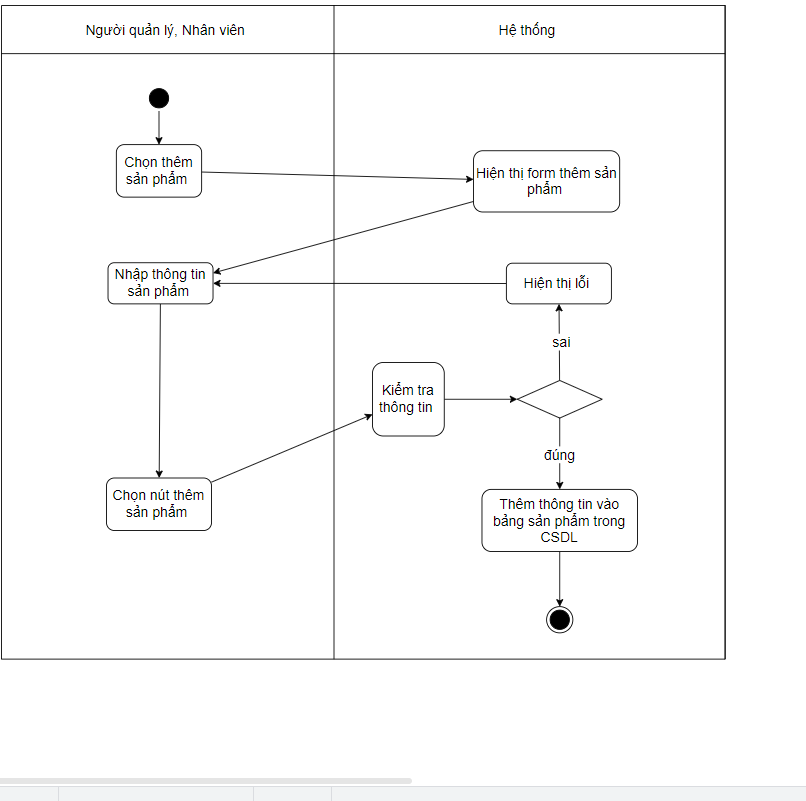 Người quản lý, Nhân viên
Hệ thống
Chọn thêm
sản phẩm
Hiện thị form thêm sản
phẩm
Nhập thông tin
sản phẩm
Hiện thị lỗi
sai
Kiểm tra
thông tin
đúng
Chọn nút thêm
sản phẩm
Thêm thông tin vào
bảng sản phẩm trong
CSDL